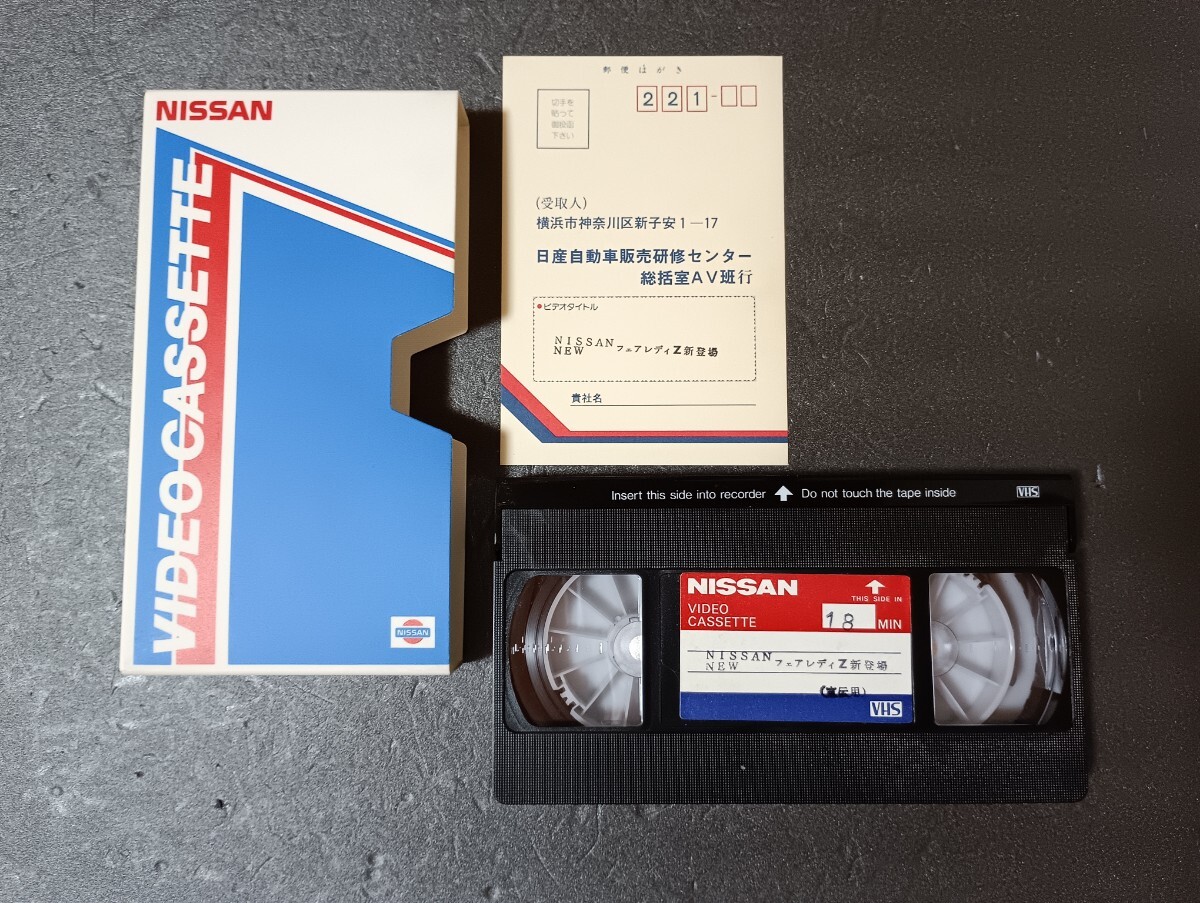 NISSAN
VIDEO CASSETTE
NISSAN
郵便はがき
切手を
貼って
御投函
下さい
221-
(受取人)
横浜市神奈川区新子安1―17
日産自動車販売研修センター
総括室AV班行
●ビデオタイトル
NISSAN
NEW フェアレディZ新登場
貴社名
Insert this side into recorder ↑ Do not touch the tape inside
VHS
NISSAN
THIS SIDE IN
VIDEO
CASSETTE 18 MIN
NISSAN
NEW フェアレディZ新登場
VHS